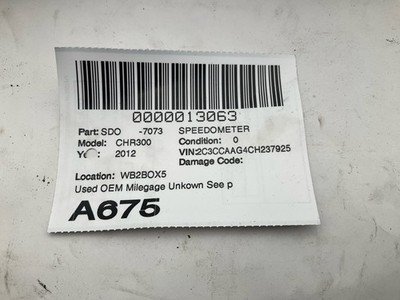 0000013063
Part: SDO -7073 SPEEDOMETER
Model: CHR300 Condition: 0
2012 VIN:2C3CCAAG4CH237925
Damage Code:
Location: WB2BOX5
Used OEM Milegage Unkown See p
A675